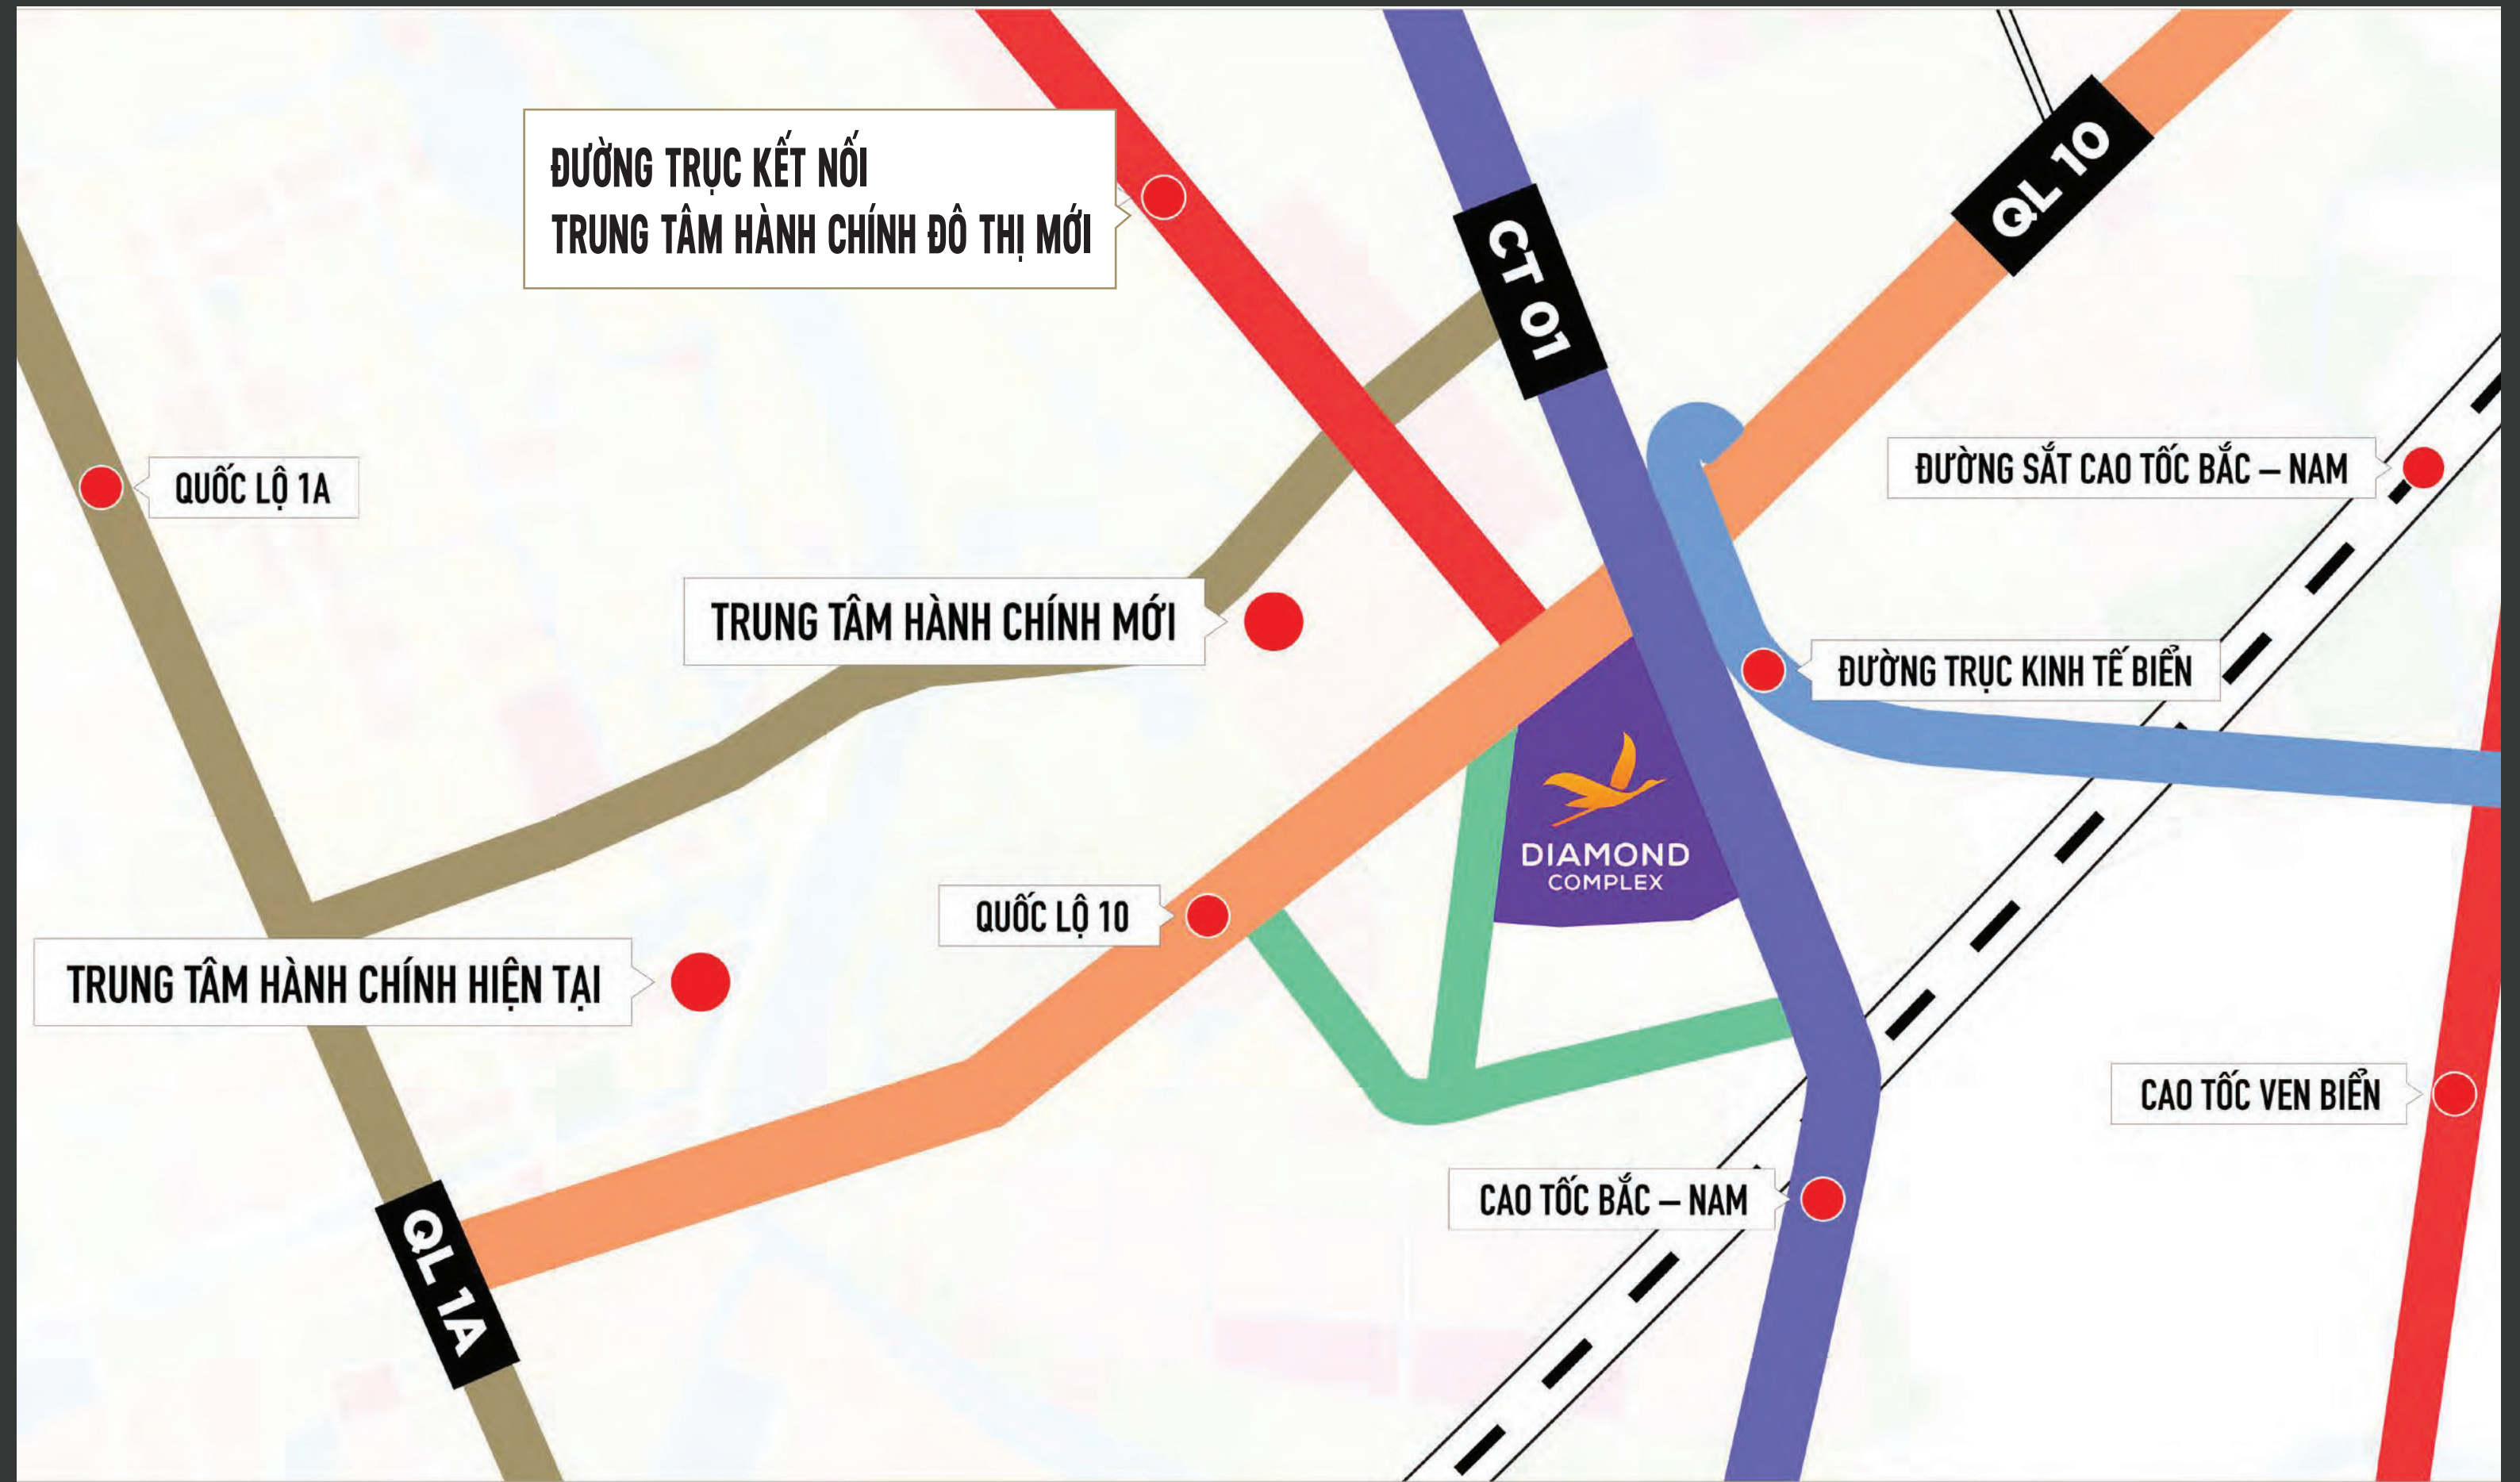 ĐƯỜNG TRỤC KẾT NỐI
TRUNG TÂM HÀNH CHÍNH ĐÔ THỊ MỚI
QL 10
CT 01
QUỐC LỘ 1A
ĐƯỜNG SẮT CAO TỐC BẮC – NAM
TRUNG TÂM HÀNH CHÍNH MỚI
ĐƯỜNG TRỤC KINH TẾ BIỂN
DIAMOND
COMPLEX
QUỐC LỘ 10
TRUNG TÂM HÀNH CHÍNH HIỆN TẠI
CAO TỐC VEN BIỂN
CAO TỐC BẮC – NAM
QL 1A